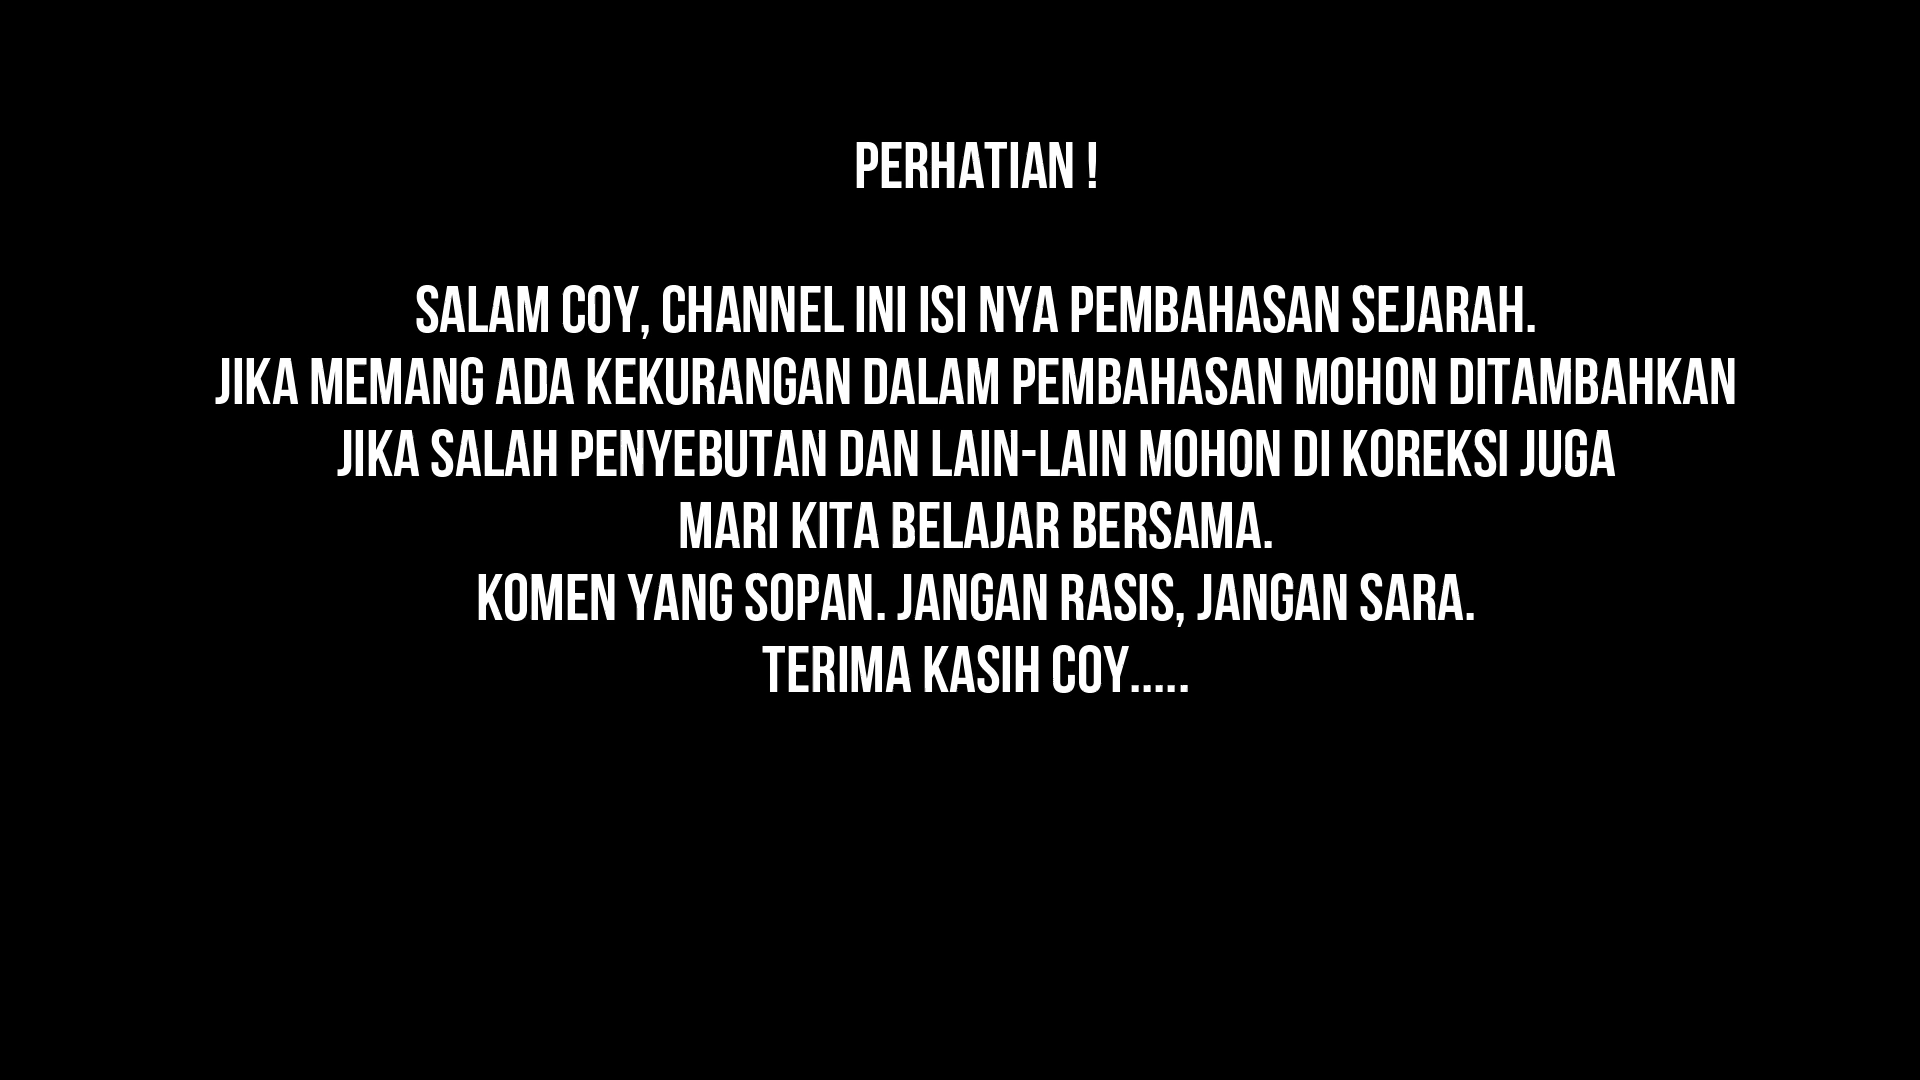 PERHATIAN !
SALAM COY, CHANNEL INI ISI NYA PEMBAHASAN SEJARAH.
JIKA MEMANG ADA KEKURANGAN DALAM PEMBAHASAN MOHON DITAMBAHKAN
JIKA SALAH PENYEBUTAN DAN LAIN-LAIN MOHON DI KOREKSI JUGA
MARI KITA BELAJAR BERSAMA.
KOMEN YANG SOPAN. JANGAN RASIS, JANGAN SARA.
TERIMA KASIH COY.....